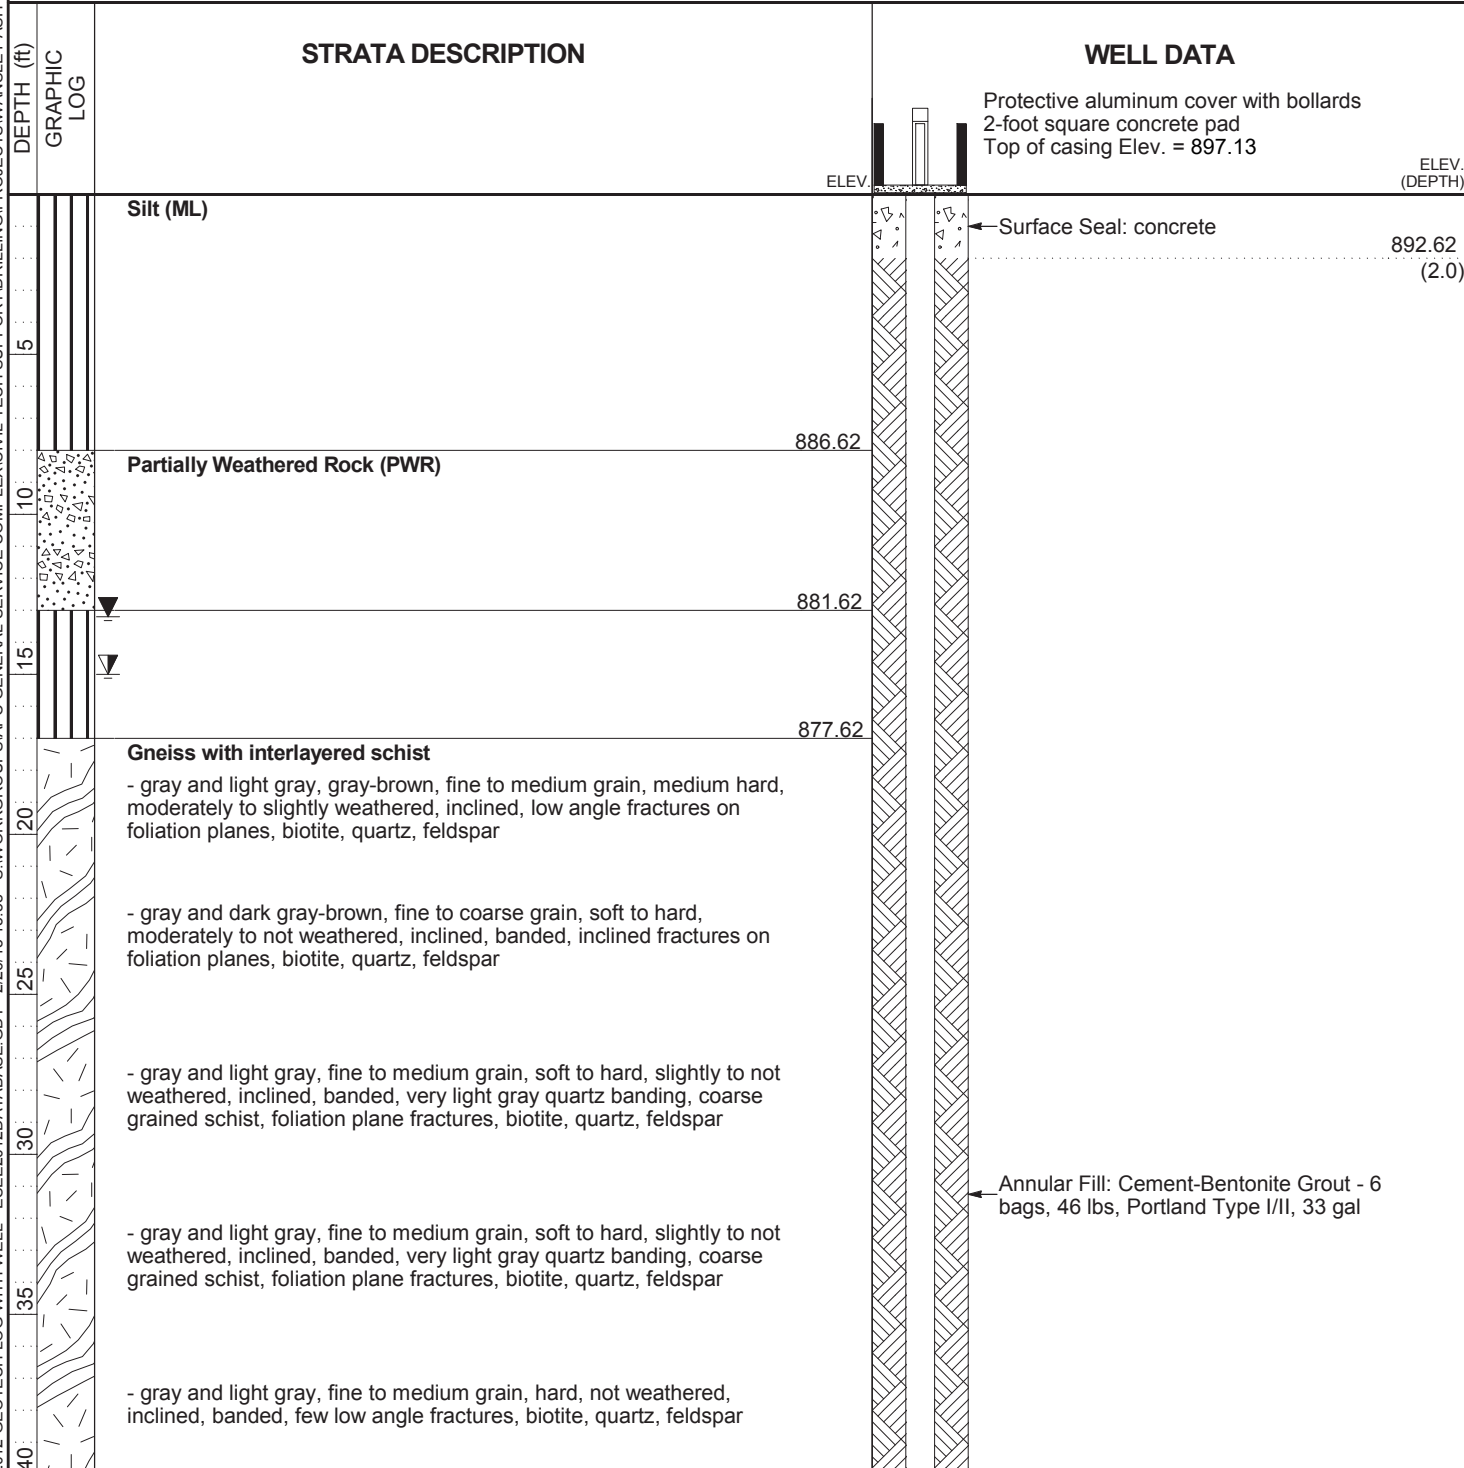 DEPTH (ft)
GRAPHIC
LOG
STRATA DESCRIPTION
ELEV.
WELL DATA
Protective aluminum cover with bollards
2-foot square concrete pad
Top of casing Elev. = 897.13
ELEV.
(DEPTH)
Silt (ML)
Surface Seal: concrete
892.62
(2.0)
5
886.62
Partially Weathered Rock (PWR)
10
881.62
15
877.62
Gneiss with interlayered schist
- gray and light gray, gray-brown, fine to medium grain, medium hard,
moderately to slightly weathered, inclined, low angle fractures on
foliation planes, biotite, quartz, feldspar
20
- gray and dark gray-brown, fine to coarse grain, soft to hard,
moderately to not weathered, inclined, banded, inclined fractures on
foliation planes, biotite, quartz, feldspar
25
- gray and light gray, fine to medium grain, soft to hard, slightly to not
weathered, inclined, banded, very light gray quartz banding, coarse
grained schist, foliation plane fractures, biotite, quartz, feldspar
30
Annular Fill: Cement-Bentonite Grout - 6
bags, 46 lbs, Portland Type I/II, 33 gal
- gray and light gray, fine to medium grain, soft to hard, slightly to not
weathered, inclined, banded, very light gray quartz banding, coarse
grained schist, foliation plane fractures, biotite, quartz, feldspar
35
- gray and light gray, fine to medium grain, hard, not weathered,
inclined, banded, few low angle fractures, biotite, quartz, feldspar
40